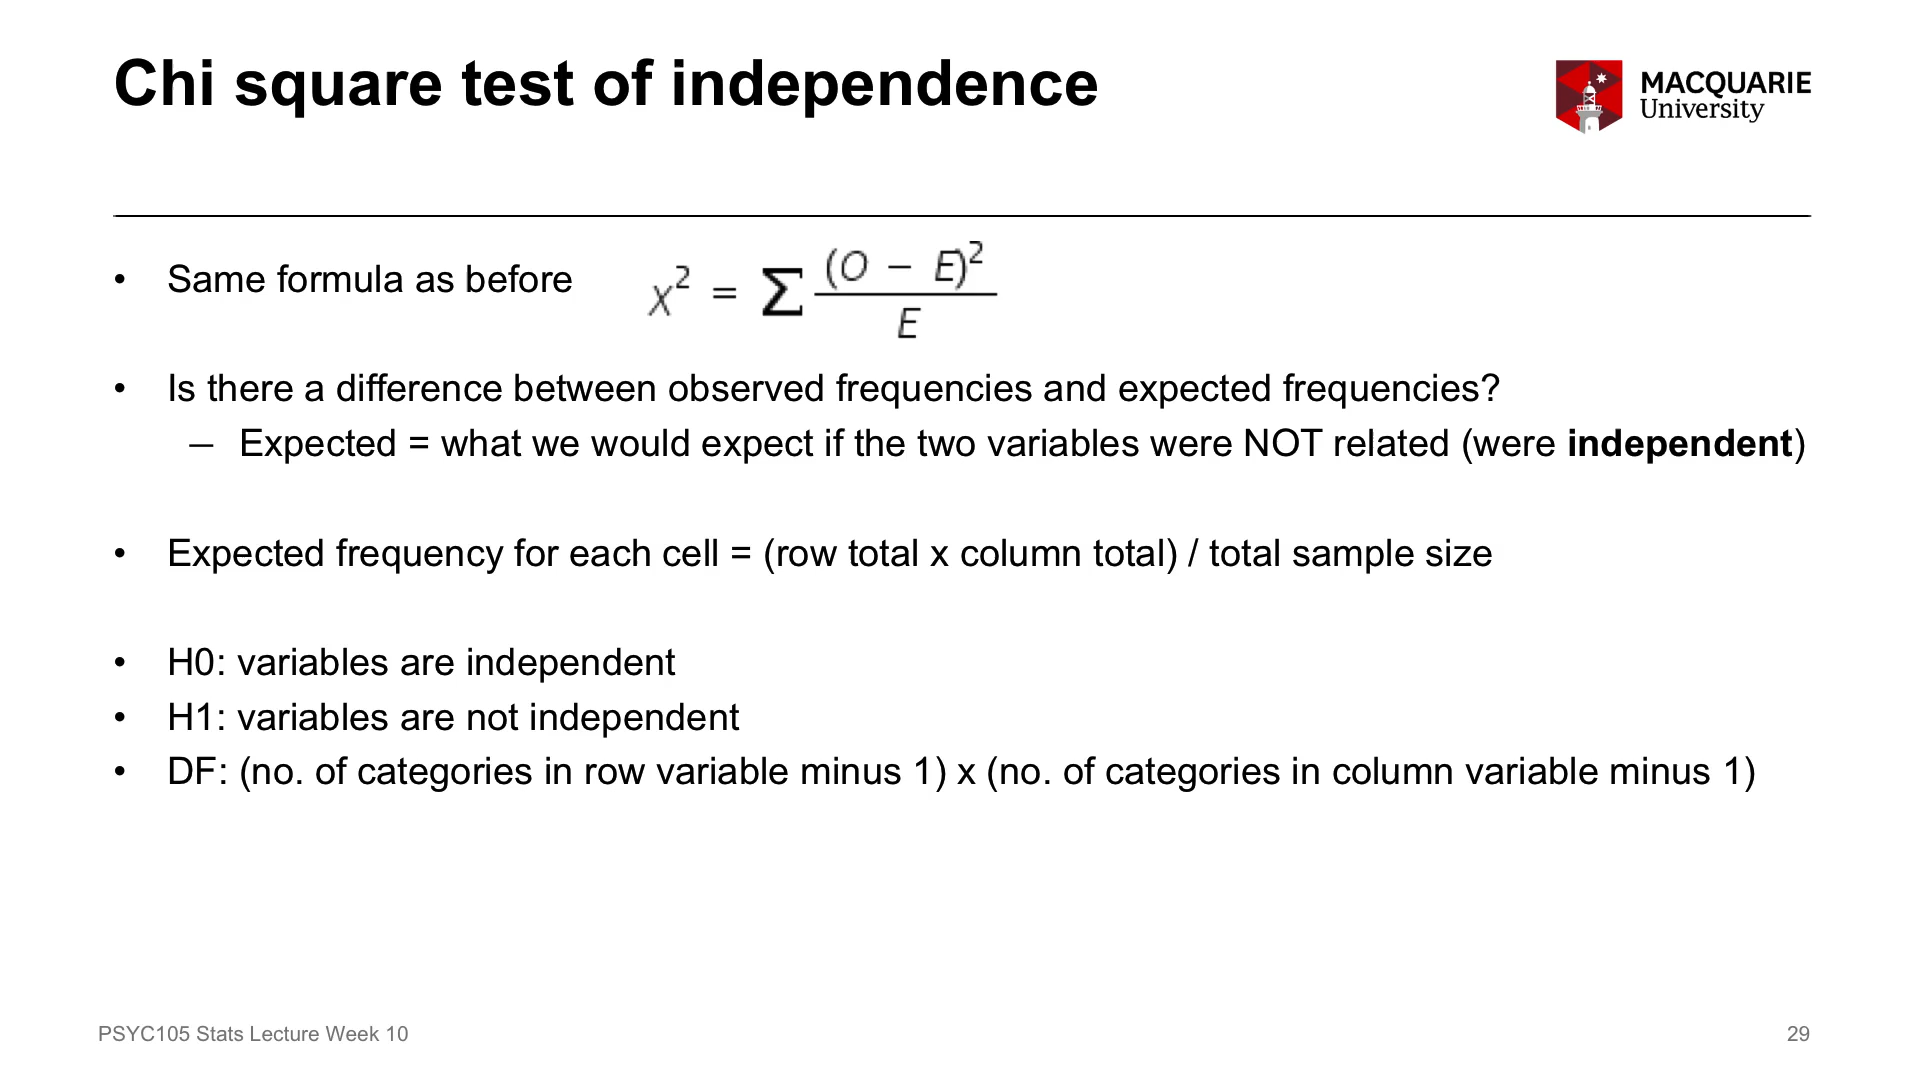 Chi square test of independence
MACQUARIE
University
• Same formula as before
x² = Σ (O − E)² / E
• Is there a difference between observed frequencies and expected frequencies?
– Expected = what we would expect if the two variables were NOT related (were independent)
• Expected frequency for each cell = (row total x column total) / total sample size
• H0: variables are independent
• H1: variables are not independent
• DF: (no. of categories in row variable minus 1) x (no. of categories in column variable minus 1)
PSYC105 Stats Lecture Week 10
29